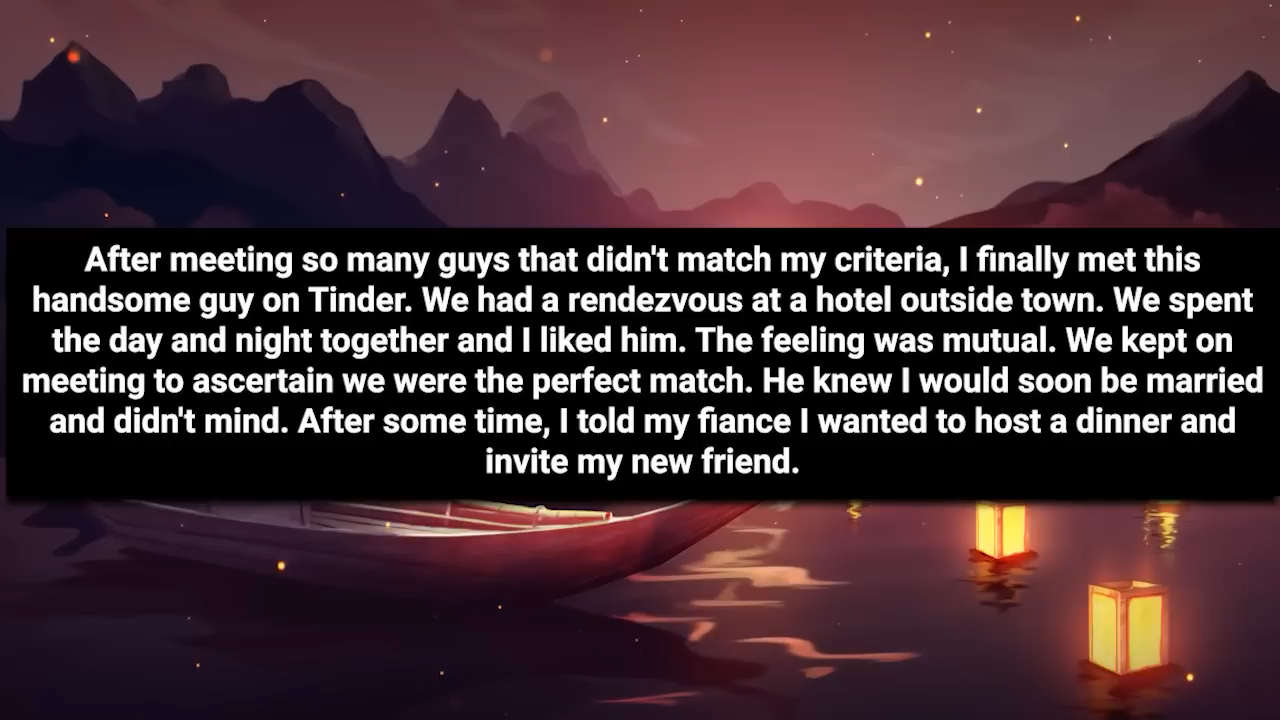 After meeting so many guys that didn't match my criteria, I finally met this
handsome guy on Tinder. We had a rendezvous at a hotel outside town. We spent
the day and night together and I liked him. The feeling was mutual. We kept on
meeting to ascertain we were the perfect match. He knew I would soon be married
and didn't mind. After some time, I told my fiance I wanted to host a dinner and
invite my new friend.